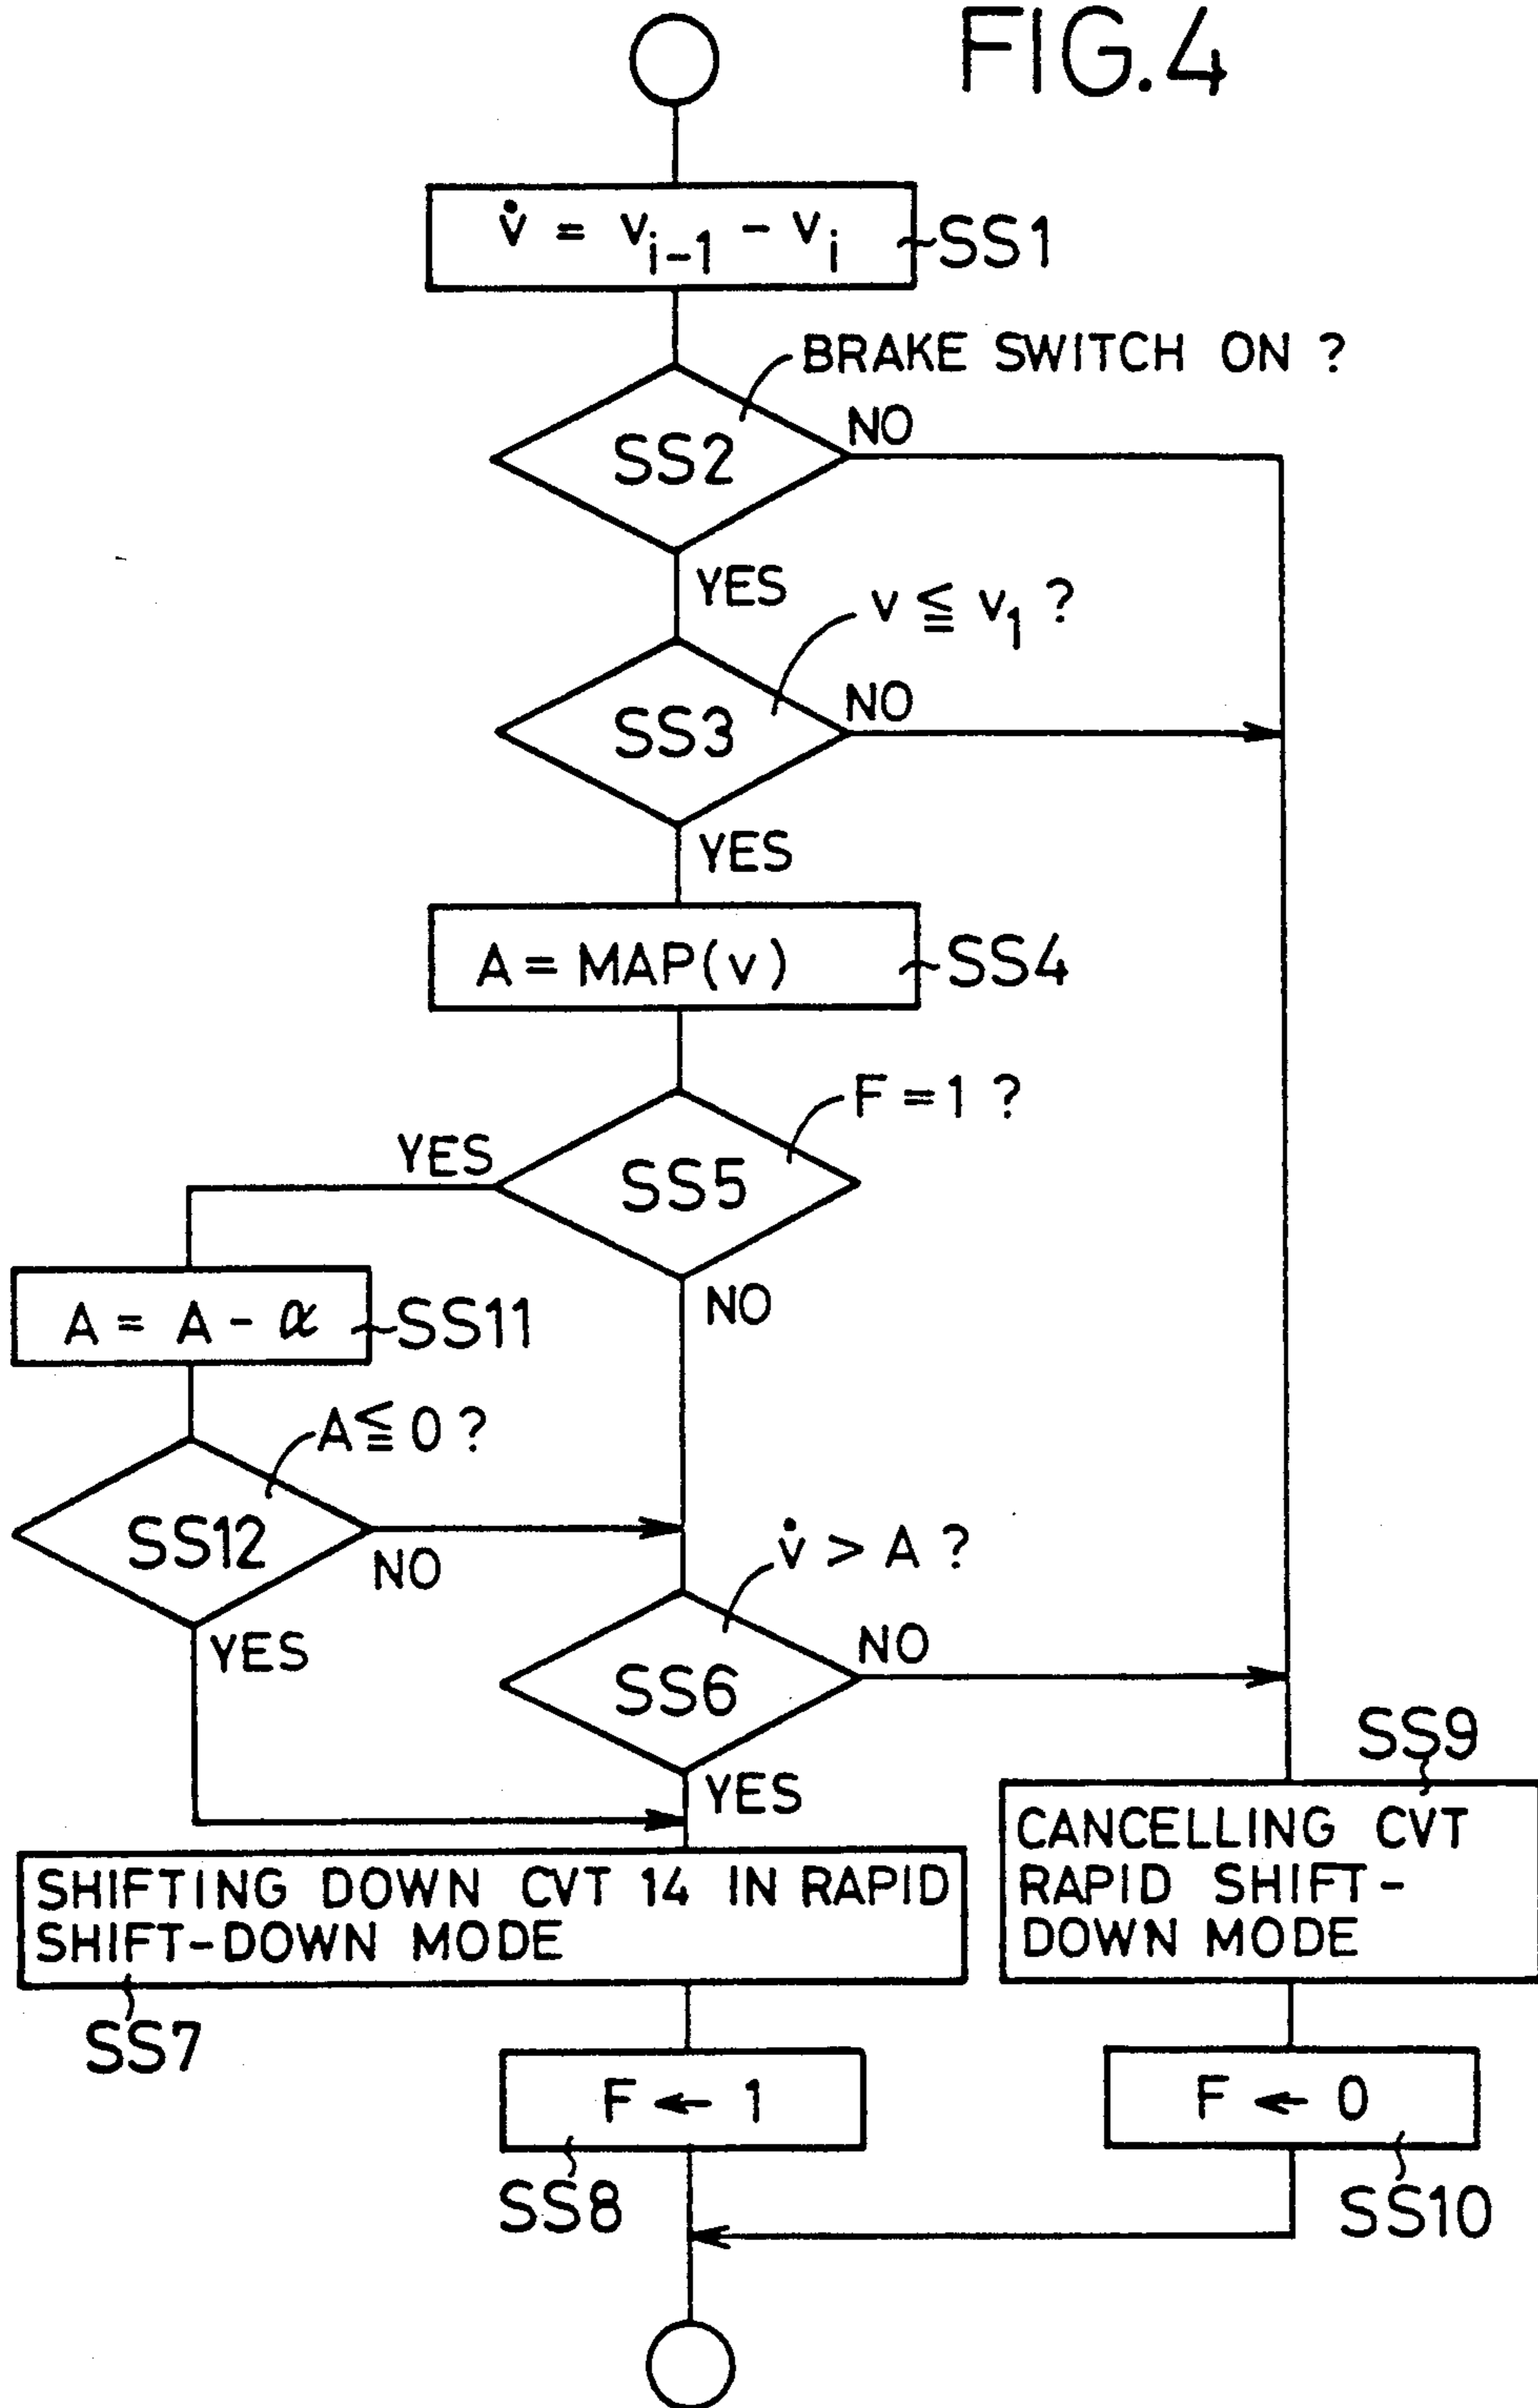 FIG.4
v̇ = v_{i-1} - v_i
SS1
BRAKE SWITCH ON ?
SS2
NO
YES
v ≦ v_1 ?
SS3
NO
YES
A = MAP(v)
SS4
F = 1 ?
YES
SS5
NO
A = A - α
SS11
A ≦ 0 ?
SS12
NO
YES
v̇ > A ?
SS6
NO
YES
SS9
CANCELLING CVT
RAPID SHIFT-
DOWN MODE
SHIFTING DOWN CVT 14 IN RAPID
SHIFT-DOWN MODE
SS7
F ← 1
SS8
F ← 0
SS10